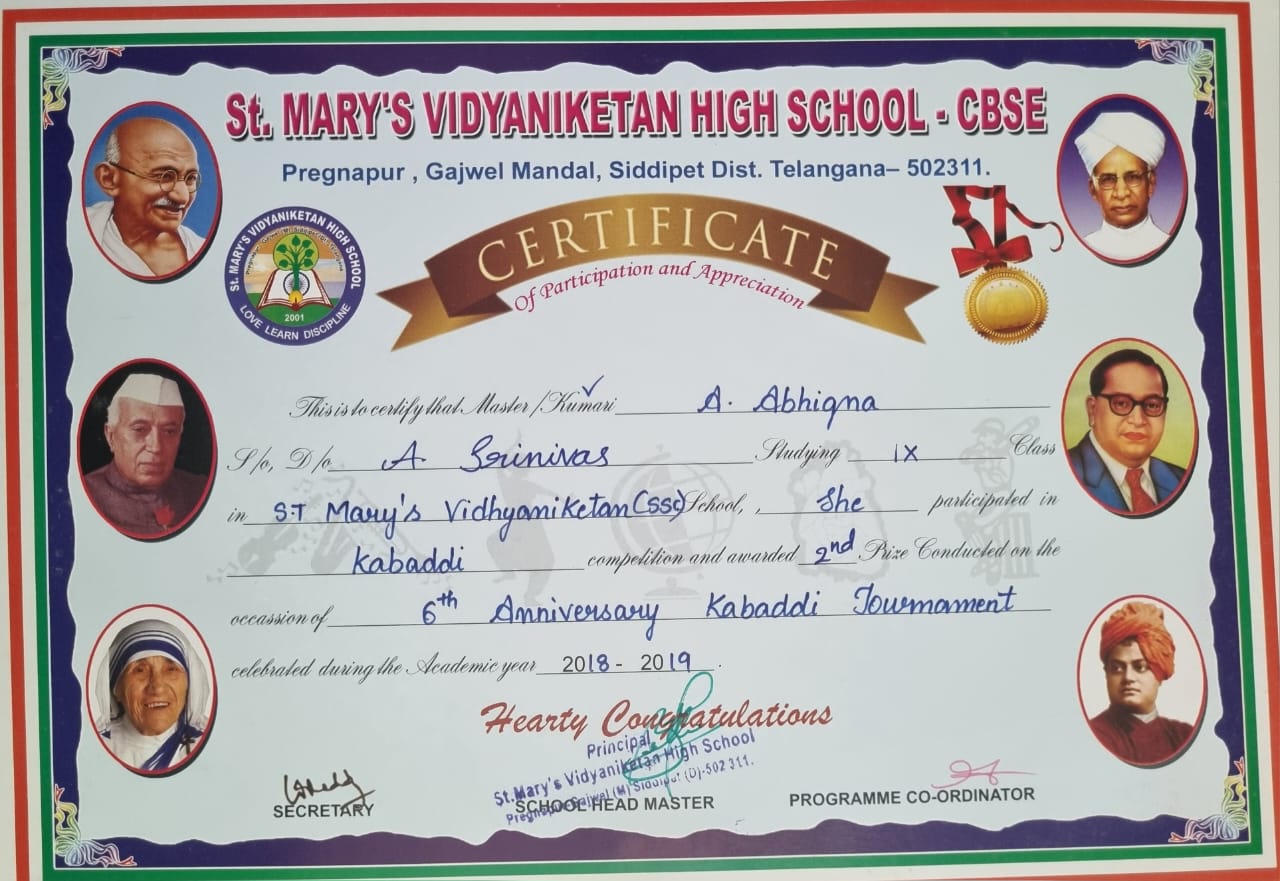 St. MARY'S VIDYANIKETAN HIGH SCHOOL - CBSE
Pregnapur , Gajwel Mandal, Siddipet Dist. Telangana– 502311.
St. MARY'S VIDYANIKETAN HIGH SCHOOL
2001
LOVE LEARN DISCIPLINE
CERTIFICATE
Of Participation and Appreciation
This is to certify that Master /Kumari A. Abhigna
S/o, D/o A Srinivas Studying IX Class
in S.T Mary's Vidhyaniketan (SSC) School, , She participated in
Kabaddi competition and awarded 2nd Prize Conducted on the
occassion of 6th Anniversary Kabaddi Tournament
celebrated during the Academic year 2018 - 2019 .
Hearty Congratulations
Principal
St.Mary's Vidyaniketan High School
Pregnapur Gajwel (M) Siddipet (D)-502 311.
SECRETARY
SCHOOL HEAD MASTER
PROGRAMME CO-ORDINATOR